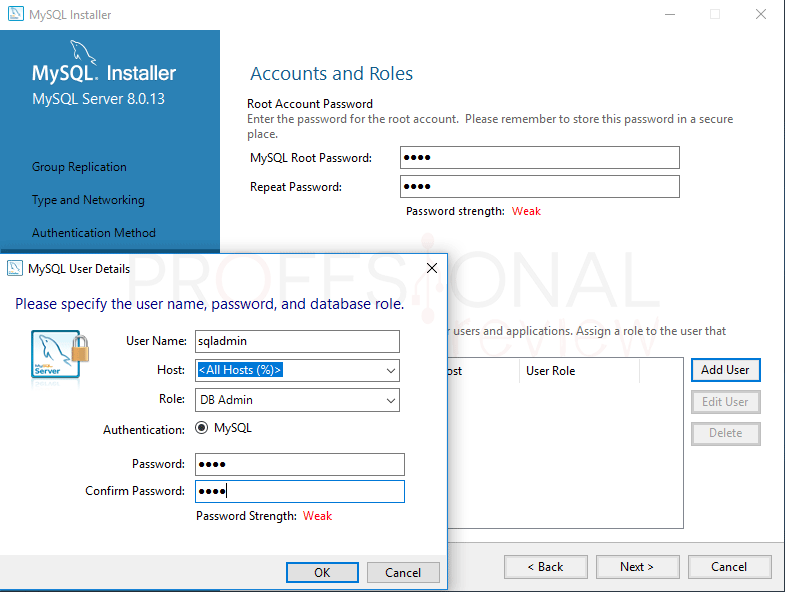 MySQL Installer
MySQL. Installer
MySQL Server 8.0.13
Group Replication
Type and Networking
Authentication Method
Accounts and Roles
Root Account Password
Enter the password for the root account. Please remember to store this password in a secure
place.
MySQL Root Password: ●●●●
Repeat Password: ●●●●
Password strength: Weak
PROFESIONAL
review
users and applications. Assign a role to the user that
User Role
Add User
Edit User
Delete
< Back
Next >
Cancel
MySQL User Details
Please specify the user name, password, and database role.
MySQL
Server
User Name: sqladmin
Host: <All Hosts (%)>
Role: DB Admin
Authentication: MySQL
Password: ●●●●
Confirm Password: ●●●●
Password Strength: Weak
OK
Cancel